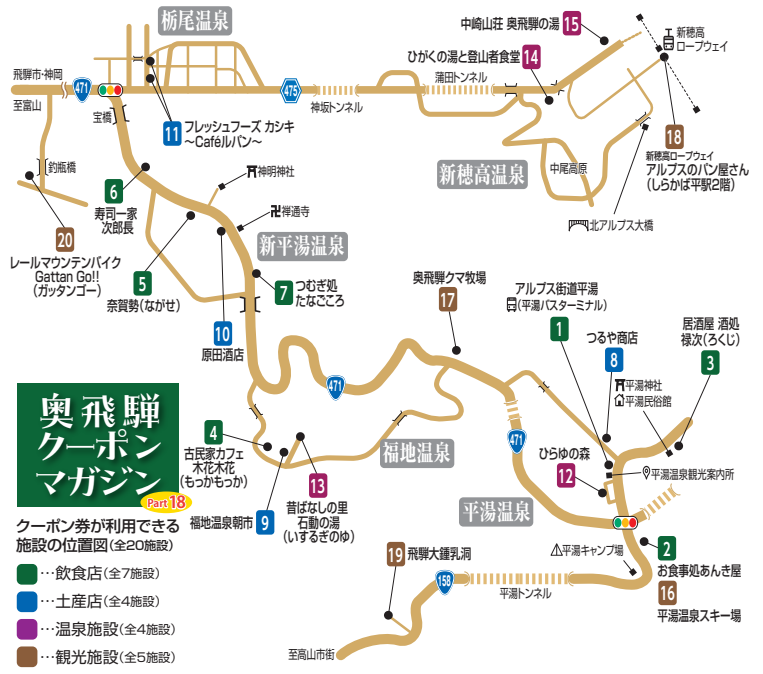 栃尾温泉
中崎山荘 奥飛騨の湯
15
新穂高
ロープウェイ
ひがくの湯と登山者食堂
14
飛騨市・神岡
471
至富山
宝橋
475
神坂トンネル
蒲田トンネル
11
フレッシュフーズ カシキ
～Caféルパン～
18
新穂高ロープウェイ
アルプスのパン屋さん
(しらかば平駅2階)
釣瓶橋
新穂高温泉
中尾高原
北アルプス大橋
6
寿司一家
次郎長
神明神社
禅通寺
新平湯温泉
20
レールマウンテンバイク
Gattan Go!!
(ガッタンゴー)
5
奈賀勢(ながせ)
7
つむぎ処
たなごころ
10
原田酒店
奥飛騨クマ牧場
17
アルプス街道平湯
(平湯バスターミナル)
1
つるや商店
8
居酒屋 酒処
禄次(ろくじ)
3
471
平湯神社
平湯民俗館
奥飛騨
クーポン
マガジン
Part 18
4
古民家カフェ
木花木花
(もっかもっか)
福地温泉
471
ひらゆの森
12
平湯温泉観光案内所
13
昔ばなしの里
石動の湯
(いするぎのゆ)
福地温泉朝市
9
平湯温泉
クーポン券が利用できる
施設の位置図(全20施設)
…飲食店(全7施設)
…土産店(全4施設)
…温泉施設(全4施設)
…観光施設(全5施設)
19
飛騨大鍾乳洞
158
平湯トンネル
平湯キャンプ場
2
お食事処あんき屋
16
平湯温泉スキー場
至高山市街